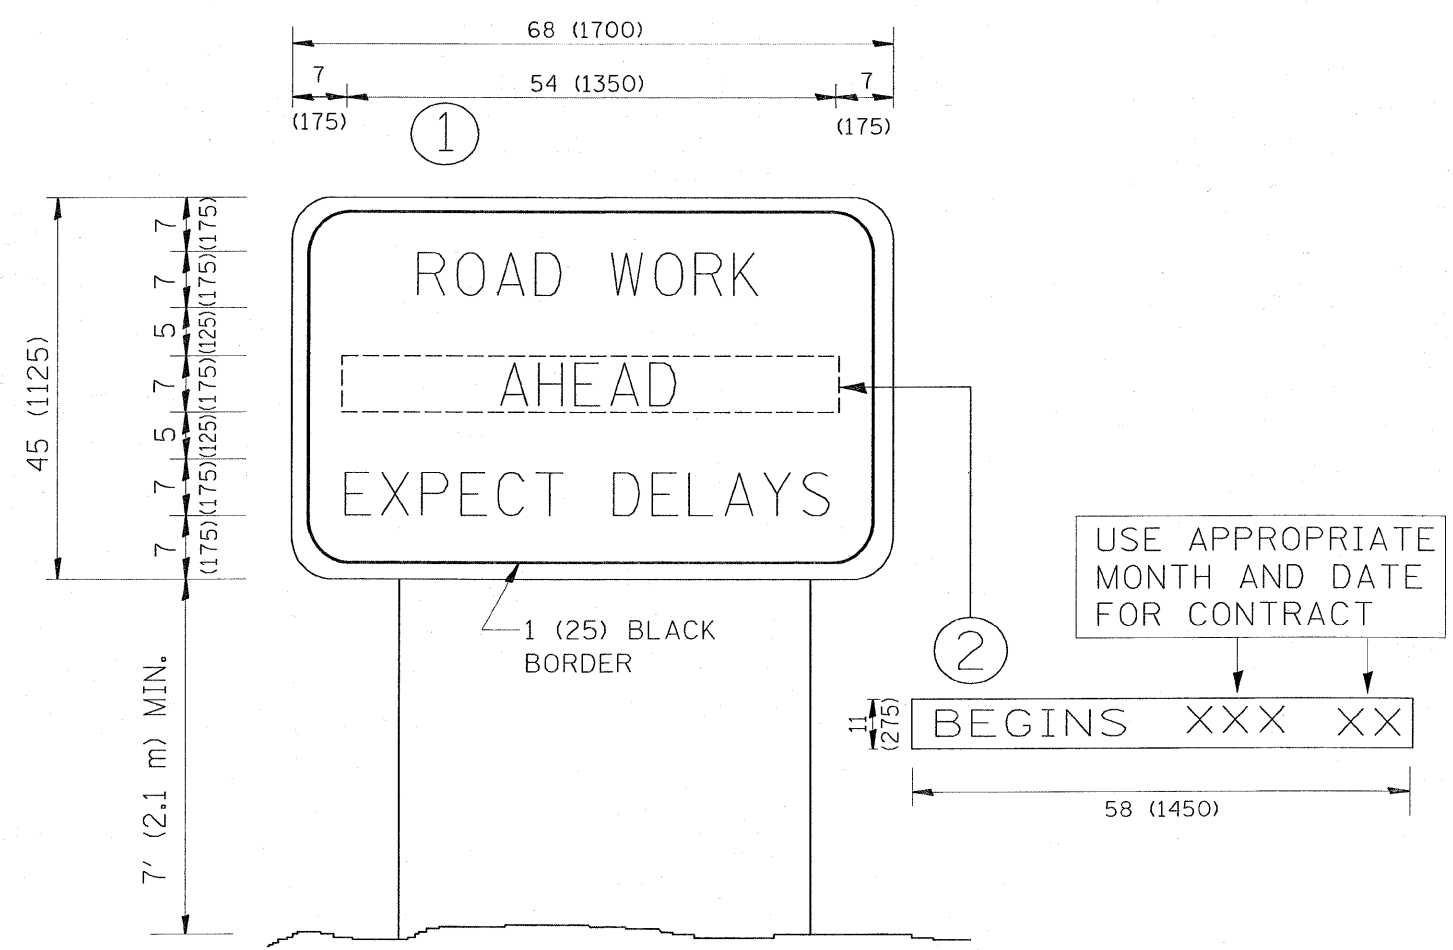 68 (1700)
7
54 (1350)
7
(175)
(175)
1
7
(175)
7
(175)
5
(125)
7
(175)
5
(125)
7
(175)
7
(175)
45 (1125)
ROAD WORK
AHEAD
EXPECT DELAYS
1 (25) BLACK
BORDER
7' (2.1 m) MIN.
2
USE APPROPRIATE
MONTH AND DATE
FOR CONTRACT
11
(275)
BEGINS XXX XX
58 (1450)